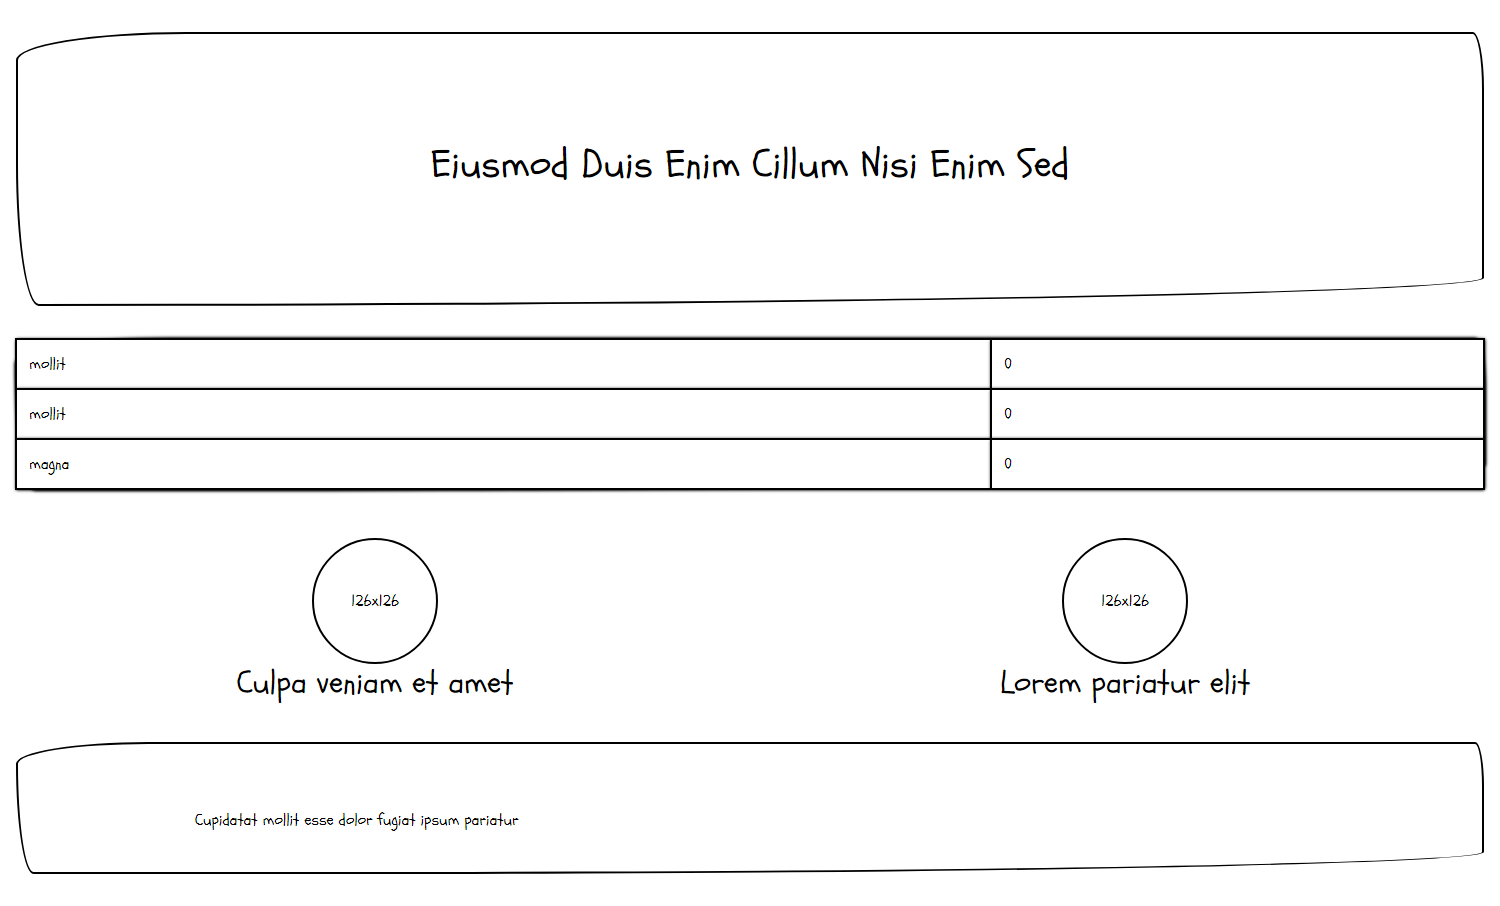 Eiusmod Duis Enim Cillum Nisi Enim Sed
mollit 0
mollit 0
magna 0
126x126 126x126
Culpa veniam et amet Lorem pariatur elit
Cupidatat mollit esse dolor fugiat ipsum pariatur